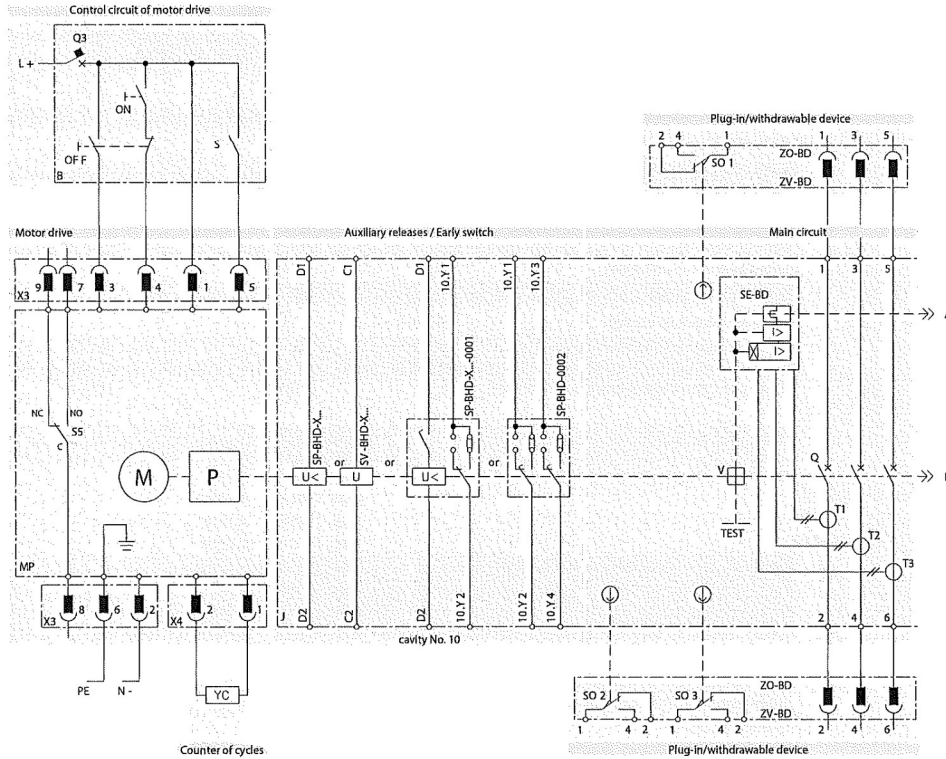 Control circuit of motor drive
Q3
L +
ON
OFF
S
B
Plug-in/withdrawable device
2 4 1 1 3 5
SO 1
ZO-BD
ZV-BD
Motor drive
Auxiliary releases / Early switch
Main circuit
X3 9 7 3 4 1 5
D1 C1 D1 10.Y 1 10.Y 1 10.Y 3
1 3 5
SE-BD
I>
I>
SP-BHD-X...
SV-BHD-X...
SP-BHD-X...-0001
SP-BHD-0002
NC NO
S5
C
M P
U< or U or U< or
V
Q
T1
T2
T3
TEST
MP
X3 8 6 2 X4 2 1
J D2 C2 D2 10.Y 2 10.Y 2 10.Y 4
2 4 6
cavity No. 10
PE N -
YC
SO 2 SO 3
ZO-BD
ZV-BD
1 4 2 1 4 2 2 4 6
Counter of cycles
Plug-in/withdrawable device